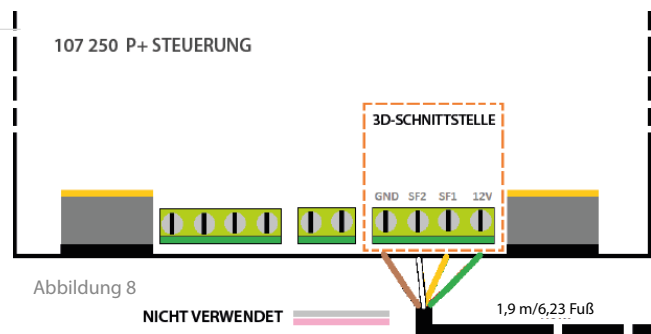 107 250 P+ STEUERUNG
3D-SCHNITTSTELLE
GND SF2 SF1 12V
Abbildung 8
NICHT VERWENDET
1,9 m/6,23 Fuß